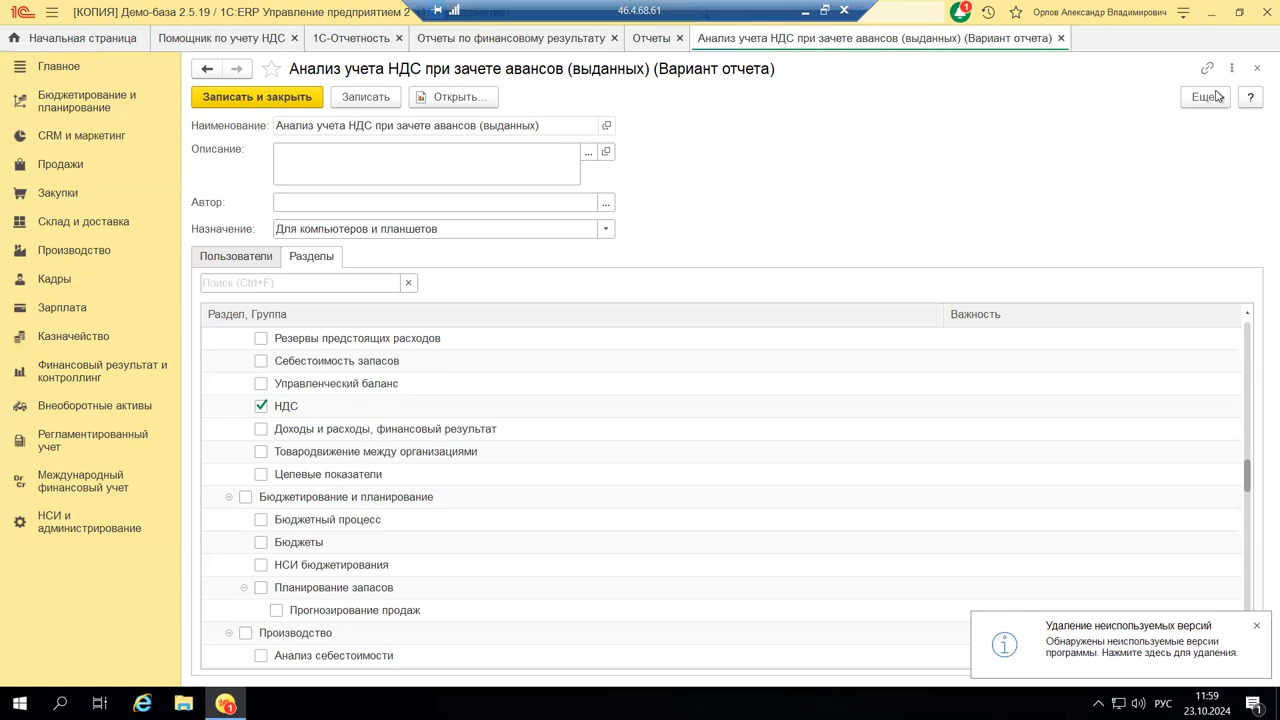 [КОПИЯ] Демо-база 2.5.19 / 1С:ERP Управление предприятием 2
46.4.68.61
1
Орлов Александр Владимирович
Начальная страница
Помощник по учету НДС ×
1С-Отчетность ×
Отчеты по финансовому результату ×
Отчеты ×
Анализ учета НДС при зачете авансов (выданных) (Вариант отчета) ×
Главное
Бюджетирование и
планирование
CRM и маркетинг
Продажи
Закупки
Склад и доставка
Производство
Кадры
Зарплата
Казначейство
Финансовый результат и
контроллинг
Внеоборотные активы
Регламентированный
учет
Международный
финансовый учет
НСИ и
администрирование
Анализ учета НДС при зачете авансов (выданных) (Вариант отчета)
Записать и закрыть
Записать
Открыть...
Еще
?
Наименование: Анализ учета НДС при зачете авансов (выданных)
Описание:
...
Автор:
...
Назначение: Для компьютеров и планшетов
Пользователи
Разделы
Поиск (Ctrl+F)
×
Раздел, Группа
Важность
Резервы предстоящих расходов
Себестоимость запасов
Управленческий баланс
НДС
Доходы и расходы, финансовый результат
Товародвижение между организациями
Целевые показатели
Бюджетирование и планирование
Бюджетный процесс
Бюджеты
НСИ бюджетирования
Планирование запасов
Прогнозирование продаж
Производство
Анализ себестоимости
Удаление неиспользуемых версий
Обнаружены неиспользуемые версии
программы. Нажмите здесь для удаления.
1
РУС
11:59
23.10.2024
1